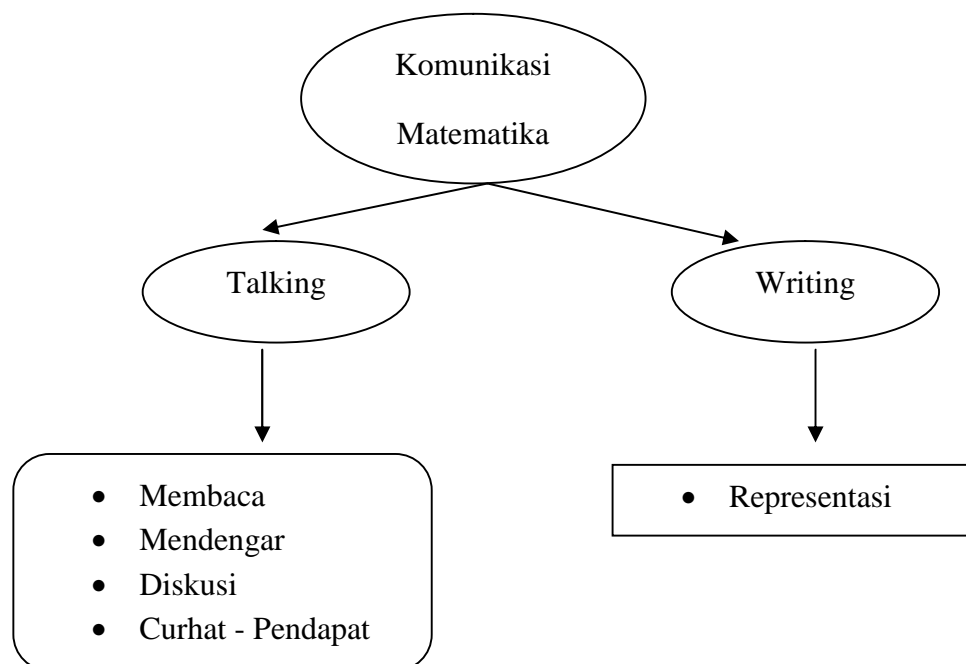 Komunikasi
Matematika
Talking
Writing
• Membaca
• Mendengar
• Diskusi
• Curhat - Pendapat
• Representasi